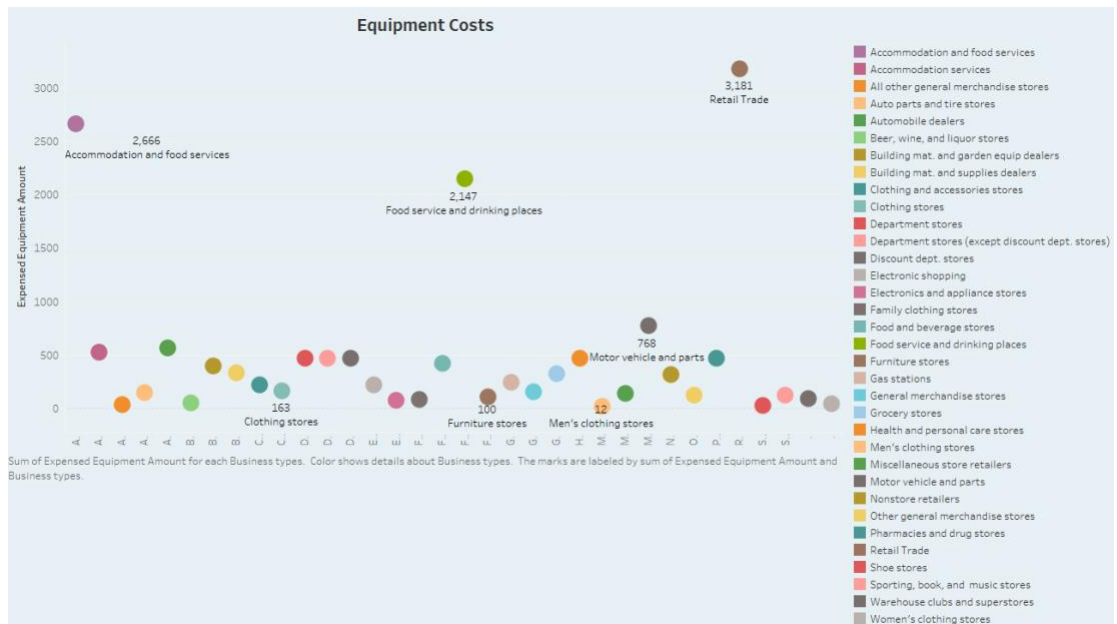 Equipment Costs
Expensed Equipment Amount
3000
2500
2000
1500
1000
500
0
2,666
Accommodation and food services
2,147
Food service and drinking places
3,181
Retail Trade
768
Motor vehicle and parts
163
Clothing stores
100
Furniture stores
12
Men's clothing stores
A..
A..
A..
A..
A..
B..
B..
B..
C..
C..
D..
D..
D..
E..
E..
F..
F..
F..
F..
G..
G..
G..
H..
M..
M..
M..
N..
O..
P..
R..
S..
S..
Sum of Expensed Equipment Amount for each Business types. Color shows details about Business types. The marks are labeled by sum of Expensed Equipment Amount and
Business types.
Accommodation and food services
Accommodation services
All other general merchandise stores
Auto parts and tire stores
Automobile dealers
Beer, wine, and liquor stores
Building mat. and garden equip dealers
Building mat. and supplies dealers
Clothing and accessories stores
Clothing stores
Department stores
Department stores (except discount dept. stores)
Discount dept. stores
Electronic shopping
Electronics and appliance stores
Family clothing stores
Food and beverage stores
Food service and drinking places
Furniture stores
Gas stations
General merchandise stores
Grocery stores
Health and personal care stores
Men's clothing stores
Miscellaneous store retailers
Motor vehicle and parts
Nonstore retailers
Other general merchandise stores
Pharmacies and drug stores
Retail Trade
Shoe stores
Sporting, book, and music stores
Warehouse clubs and superstores
Women's clothing stores